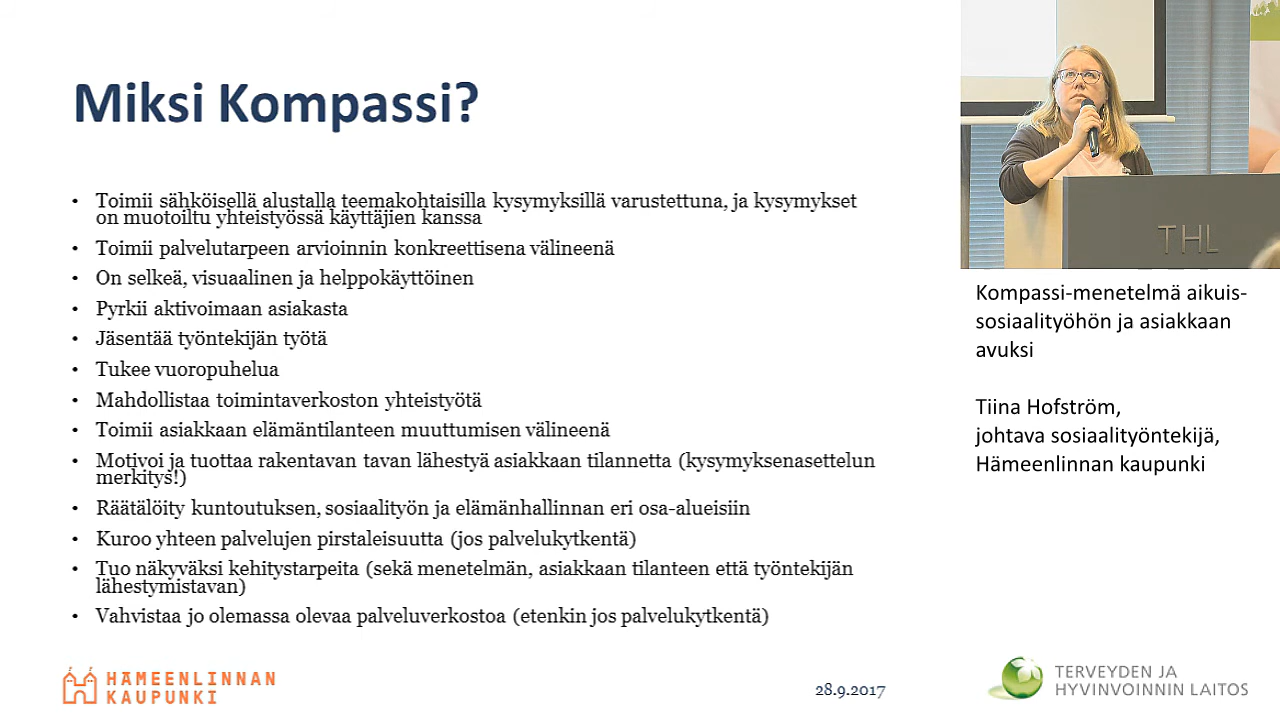 Miksi Kompassi?
• Toimii sähköisellä alustalla teemakohtaisilla kysymyksillä varustettuna, ja kysymykset
on muotoiltu yhteistyössä käyttäjien kanssa
• Toimii palvelutarpeen arvioinnin konkreettisena välineenä
• On selkeä, visuaalinen ja helppokäyttöinen
• Pyrkii aktivoimaan asiakasta
• Jäsentää työntekijän työtä
• Tukee vuoropuhelua
• Mahdollistaa toimintaverkoston yhteistyötä
• Toimii asiakkaan elämäntilanteen muuttumisen välineenä
• Motivoi ja tuottaa rakentavan tavan lähestyä asiakkaan tilannetta (kysymyksenasettelun
merkitys!)
• Räätälöity kuntoutuksen, sosiaalityön ja elämänhallinnan eri osa-alueisiin
• Kuroo yhteen palvelujen pirstaleisuutta (jos palvelukytkentä)
• Tuo näkyväksi kehitystarpeita (sekä menetelmän, asiakkaan tilanteen että työntekijän
lähestymistavan)
• Vahvistaa jo olemassa olevaa palveluverkostoa (etenkin jos palvelukytkentä)
HÄMEENLINNAN
KAUPUNKI
28.9.2017
THL
Kompassi-menetelmä aikuis-
sosiaalityöhön ja asiakkaan
avuksi
Tiina Hofström,
johtava sosiaalityöntekijä,
Hämeenlinnan kaupunki
TERVEYDEN JA
HYVINVOINNIN LAITOS